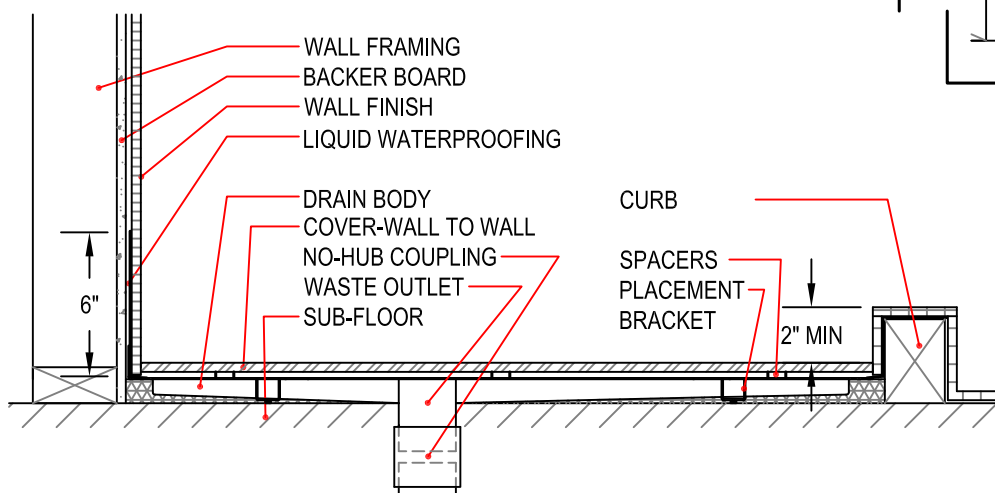 WALL FRAMING
BACKER BOARD
WALL FINISH
LIQUID WATERPROOFING
DRAIN BODY
COVER-WALL TO WALL
NO-HUB COUPLING
WASTE OUTLET
SUB-FLOOR
6"
CURB
SPACERS
PLACEMENT
BRACKET
2" MIN